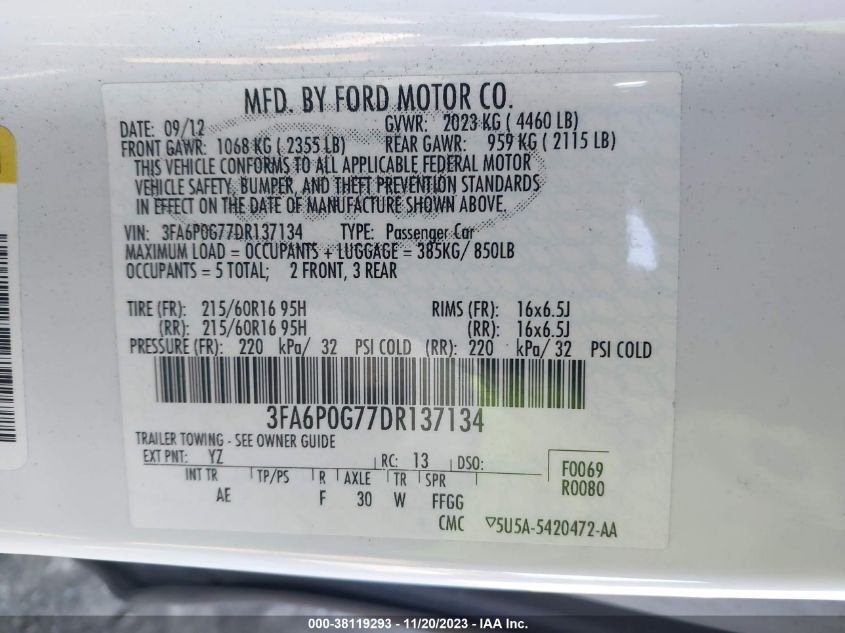 MFD. BY FORD MOTOR CO.
DATE: 09/12 GVWR: 2023 KG ( 4460 LB)
FRONT GAWR: 1068 KG ( 2355 LB) REAR GAWR: 959 KG ( 2115 LB)
THIS VEHICLE CONFORMS TO ALL APPLICABLE FEDERAL MOTOR
VEHICLE SAFETY, BUMPER, AND THEFT PREVENTION STANDARDS
IN EFFECT ON THE DATE OF MANUFACTURE SHOWN ABOVE.
VIN: 3FA6P0G77DR137134 TYPE: Passenger Car
MAXIMUM LOAD = OCCUPANTS + LUGGAGE = 385KG/ 850LB
OCCUPANTS = 5 TOTAL; 2 FRONT, 3 REAR
TIRE (FR): 215/60R16 95H RIMS (FR): 16x6.5J
(RR): 215/60R16 95H (RR): 16x6.5J
PRESSURE (FR): 220 kPa/ 32 PSI COLD (RR): 220 kPa/ 32 PSI COLD
3FA6P0G77DR137134
TRAILER TOWING - SEE OWNER GUIDE
EXT PNT: YZ RC: 13 DSO: F0069
INT TR TP/PS R AXLE TR SPR R0080
AE F 30 W FFGG
CMC ▽5U5A-5420472-AA
000-38119293 - 11/20/2023 - IAA Inc.